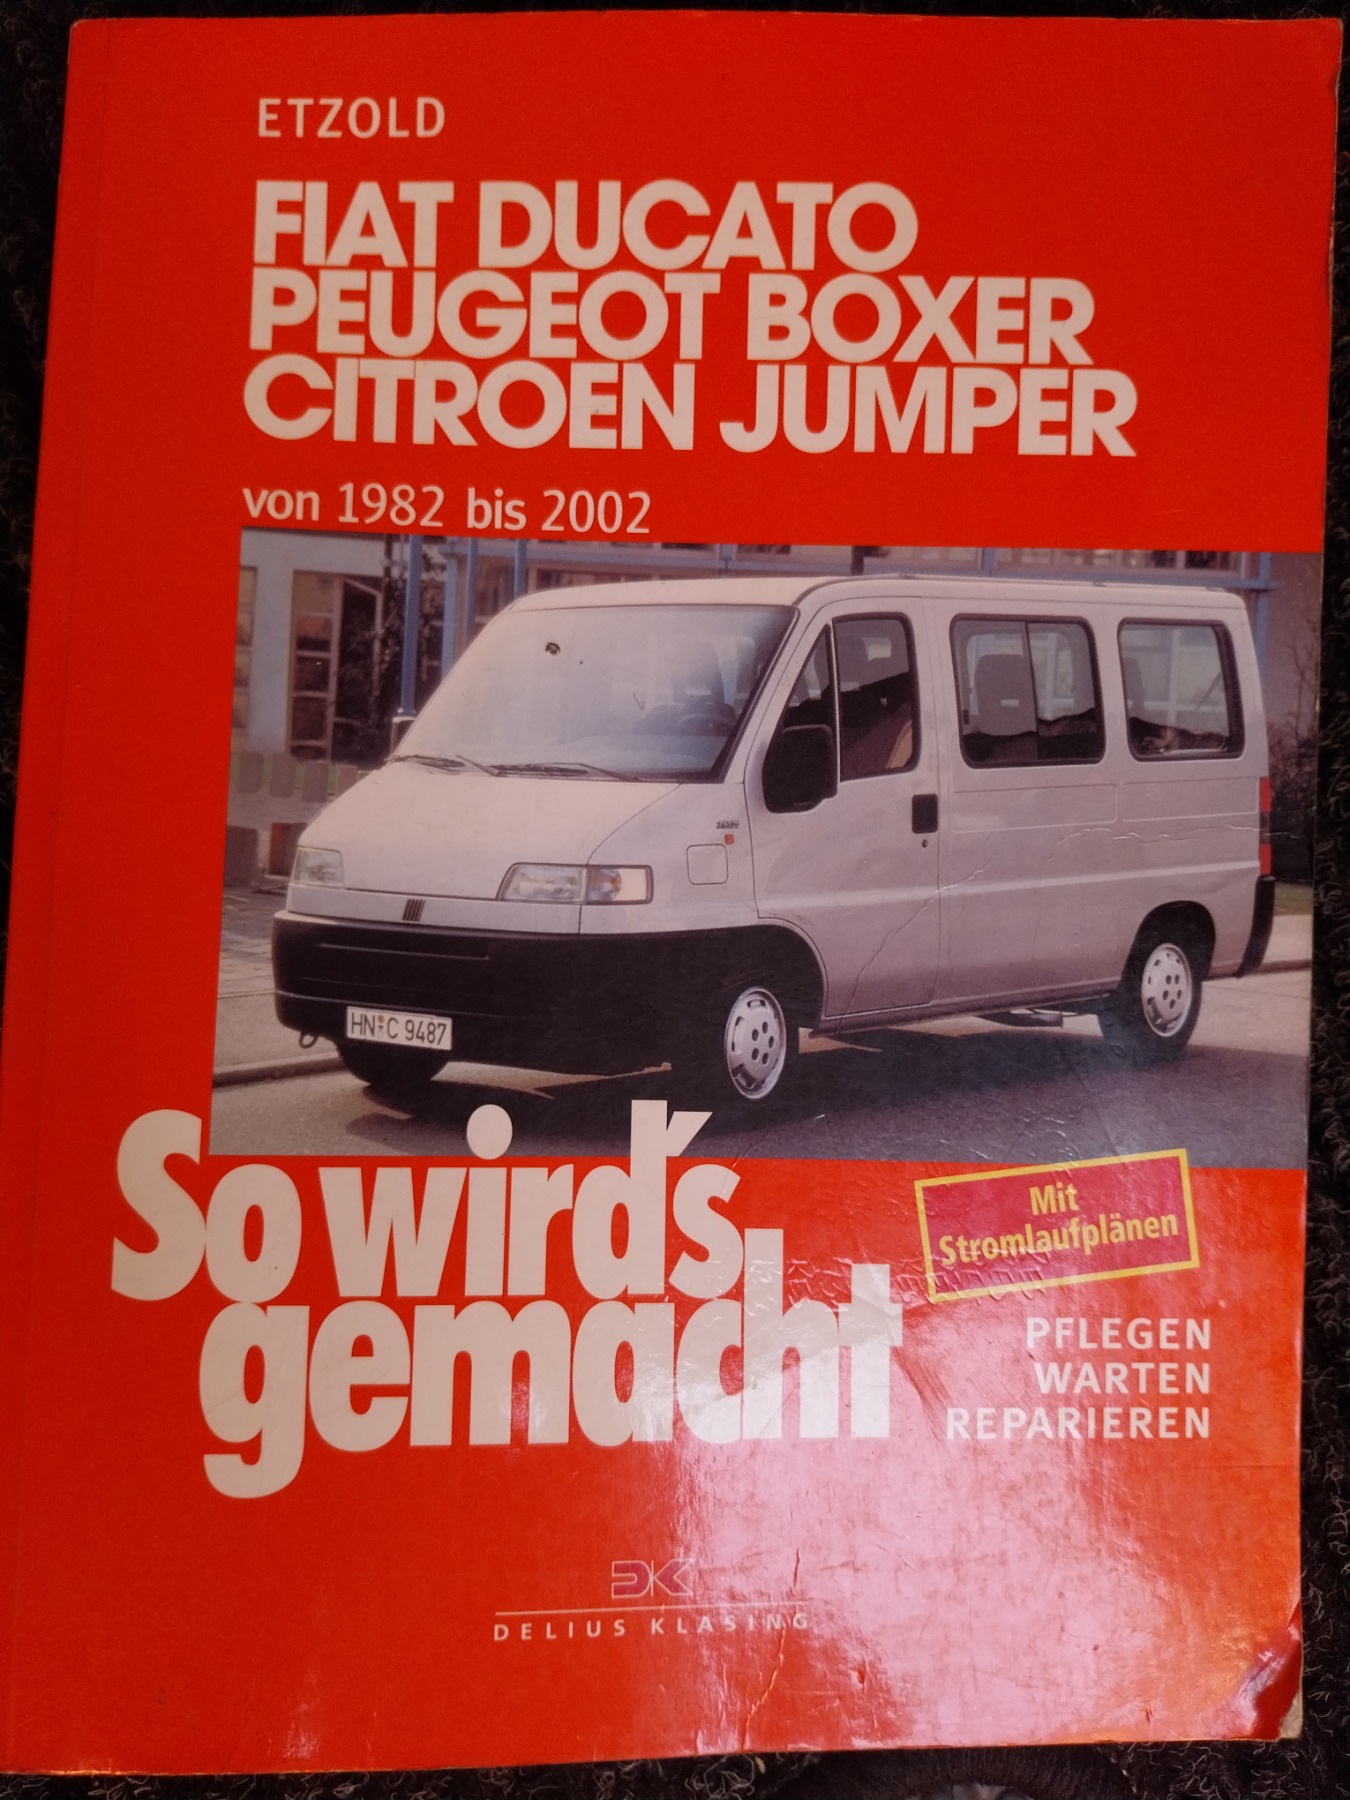 ETZOLD
FIAT DUCATO
PEUGEOT BOXER
CITROEN JUMPER
von 1982 bis 2002
HN C 9487
So wird's
gemacht
Mit
Stromlaufplänen
PFLEGEN
WARTEN
REPARIEREN
DK
DELIUS KLASING